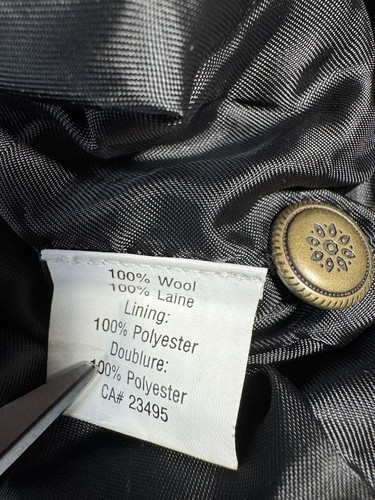 100% Wool
100% Laine
Lining:
100% Polyester
Doublure:
100% Polyester
CA# 23495